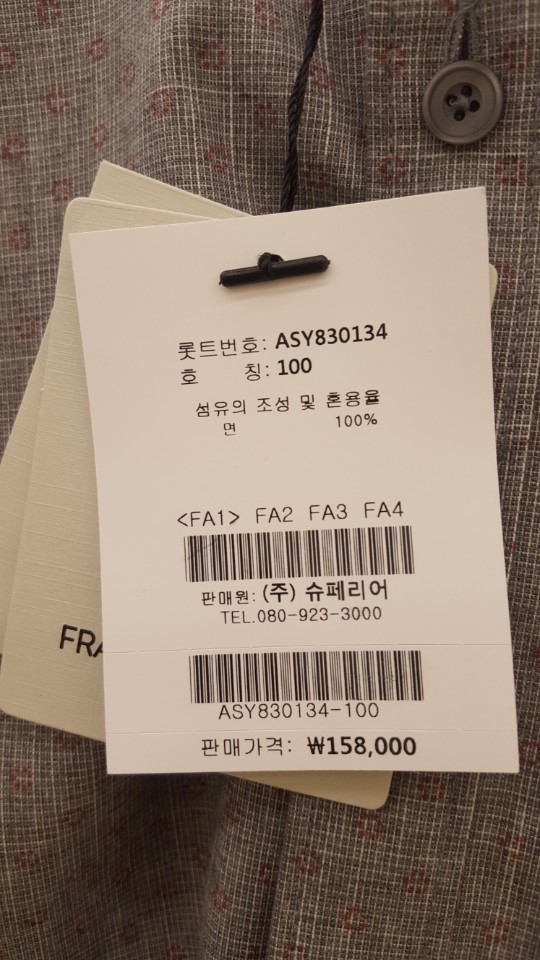 롯트번호: ASY830134
호 칭: 100
섬유의 조성 및 혼용율
면 100%
<FA1> FA2 FA3 FA4
판매원: (주) 슈페리어
TEL.080-923-3000
FRA
ASY830134-100
판매가격: ₩158,000